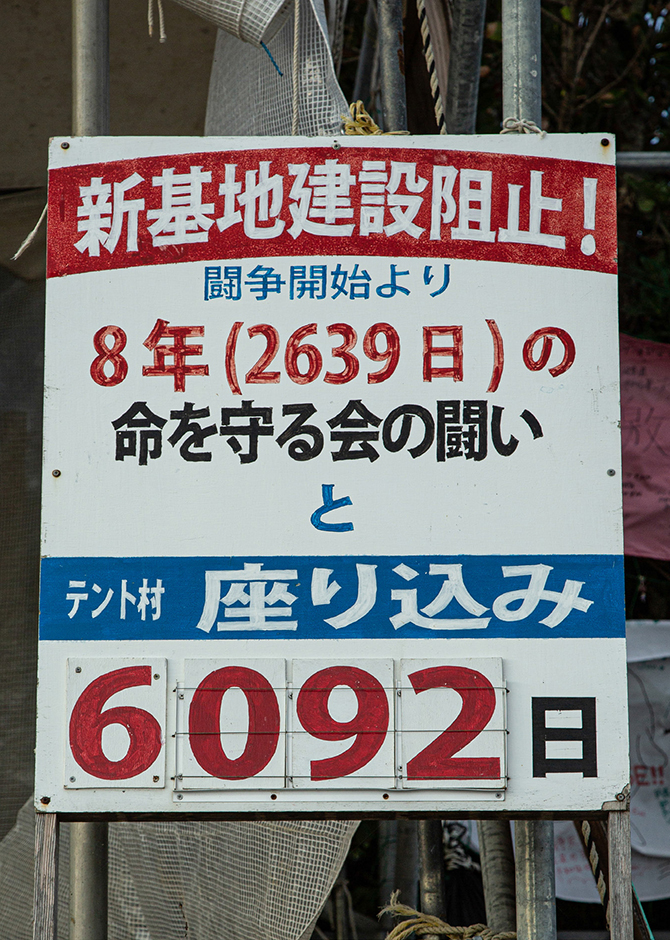 新基地建設阻止!
闘争開始より
8年(2639日)の
命を守る会の闘い
と
テント村 座り込み
6092日